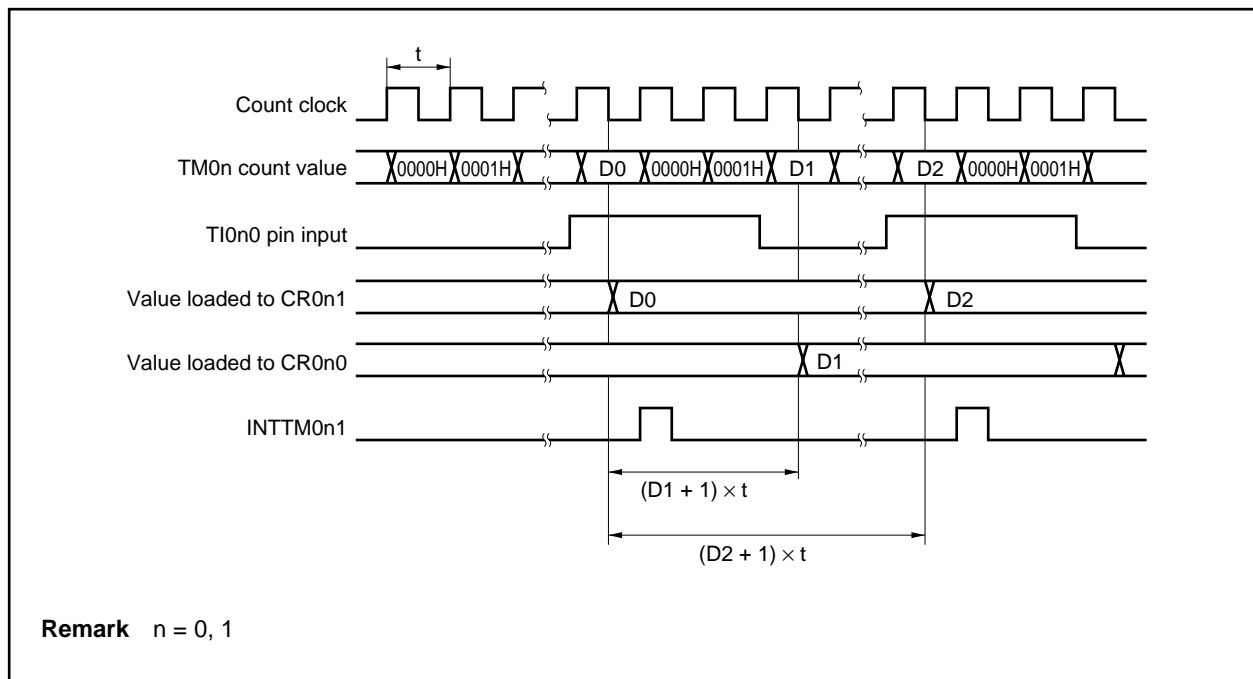 t
Count clock
TM0n count value 0000H 0001H D0 0000H 0001H D1 D2 0000H 0001H
TI0n0 pin input
Value loaded to CR0n1 D0 D2
Value loaded to CR0n0 D1
INTTM0n1
(D1 + 1) × t
(D2 + 1) × t
Remark n = 0, 1